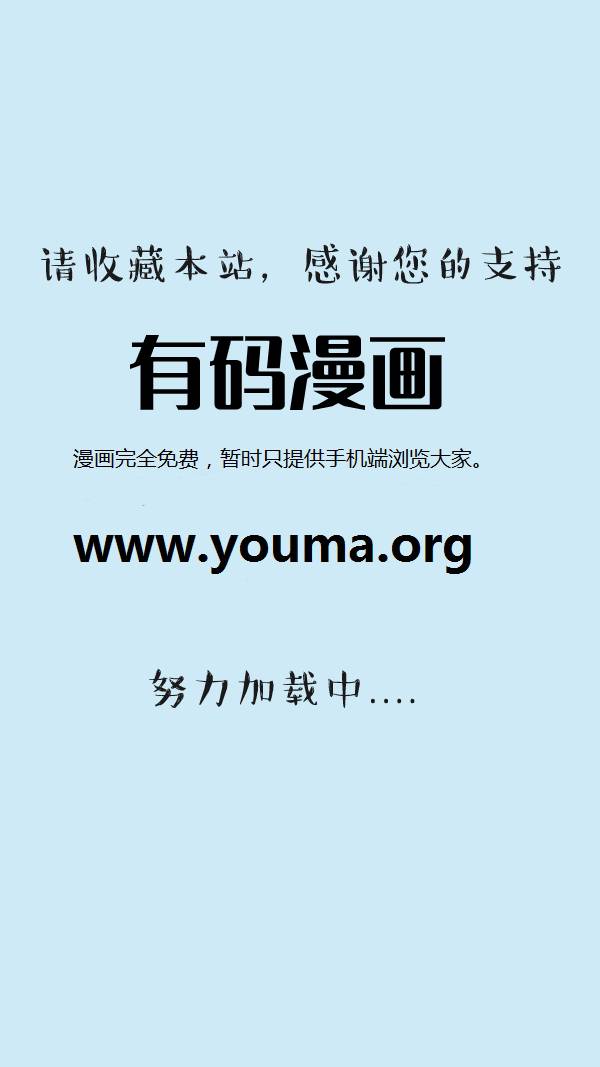 请收藏本站，感谢您的支持
有码漫画
漫画完全免费，暂时只提供手机端浏览大家。
www.youma.org
努力加载中....